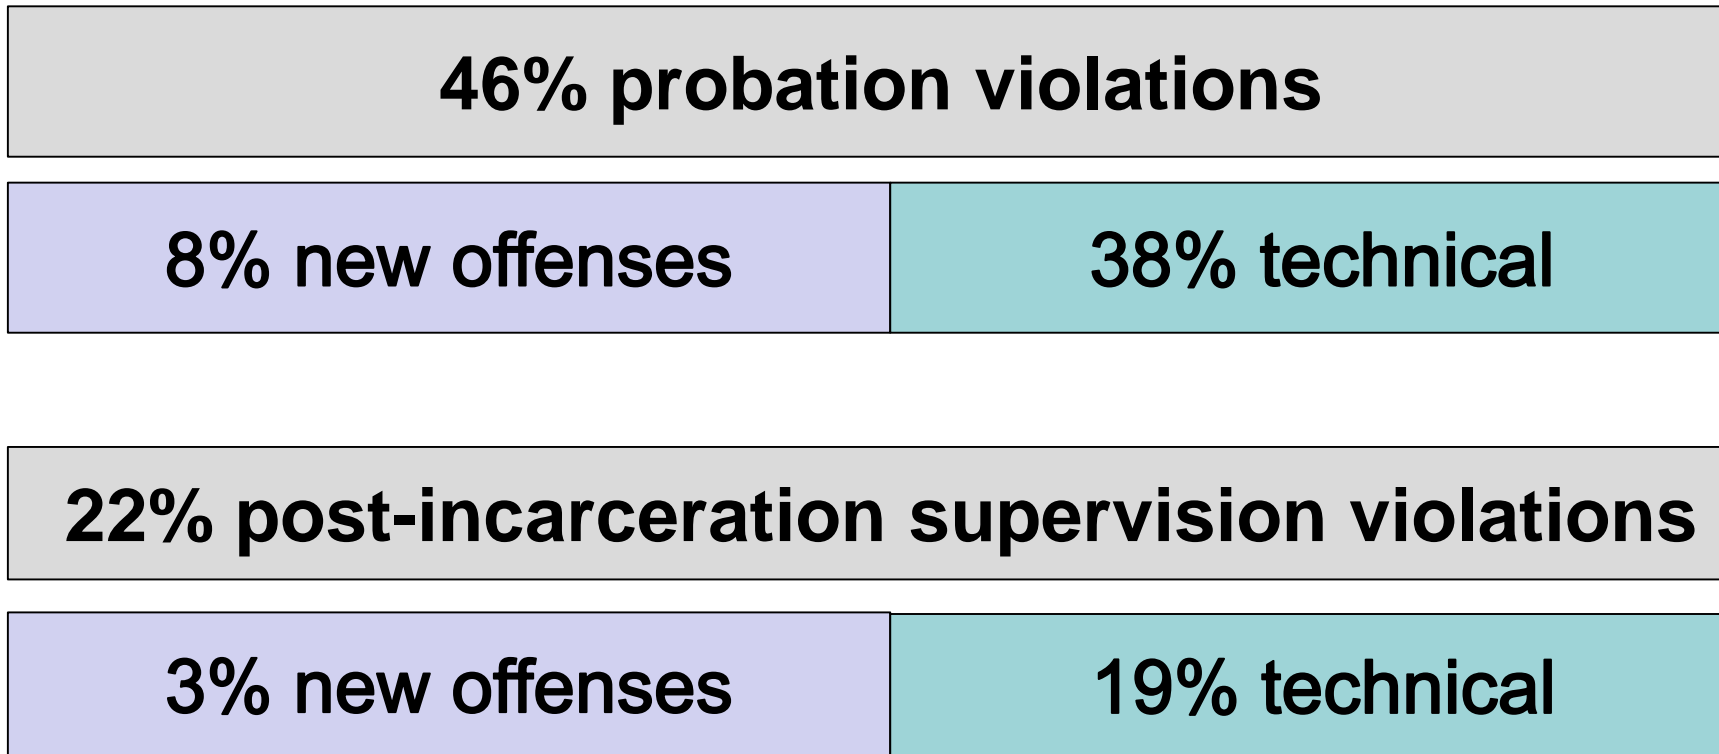 46% probation violations
8% new offenses
38% technical
22% post-incarceration supervision violations
3% new offenses
19% technical